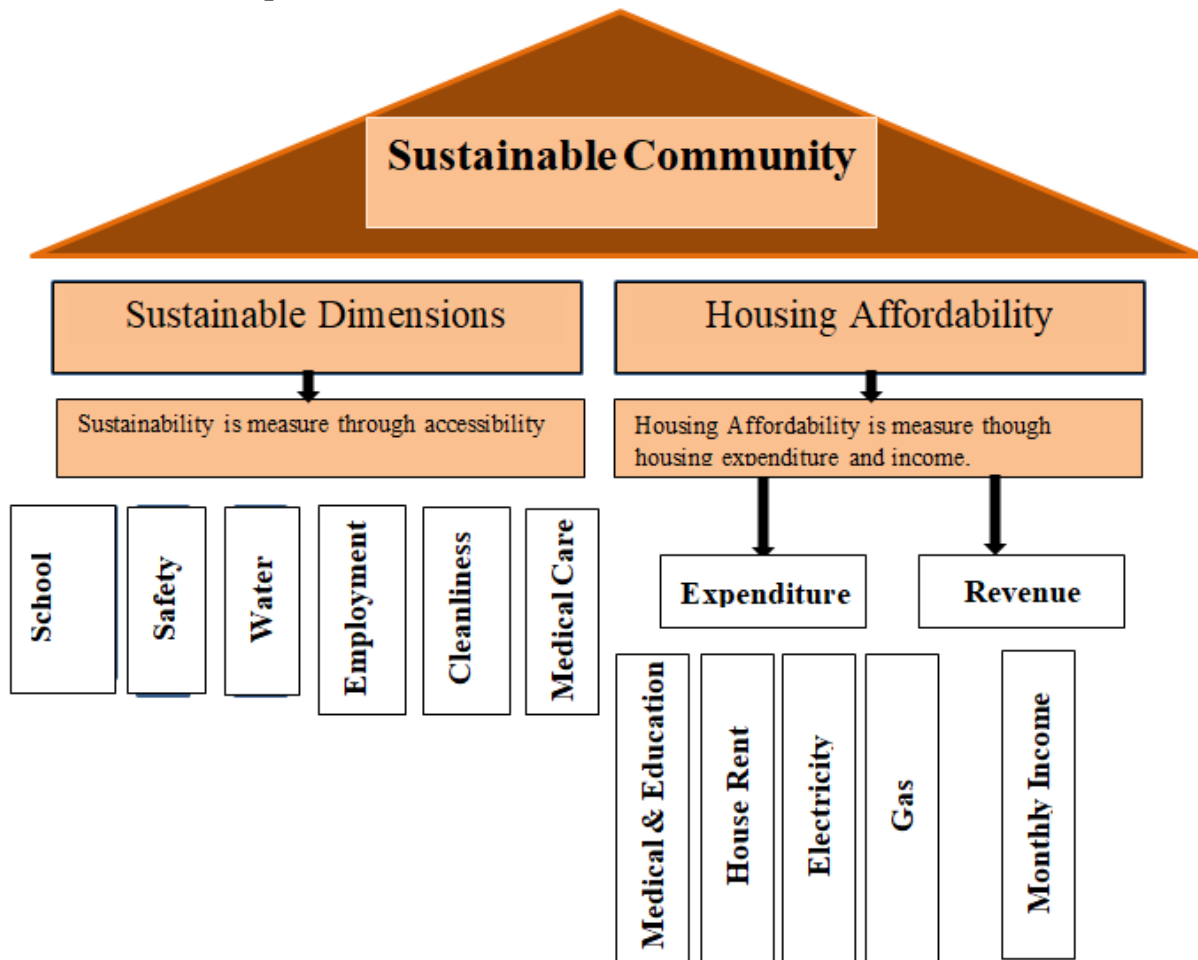 Sustainable Community
Sustainable Dimensions
Housing Affordability
Sustainability is measure through accessibility
Housing Affordability is measure though
housing expenditure and income.
School
Safety
Water
Employment
Cleanliness
Medical Care
Expenditure
Revenue
Medical & Education
House Rent
Electricity
Gas
Monthly Income